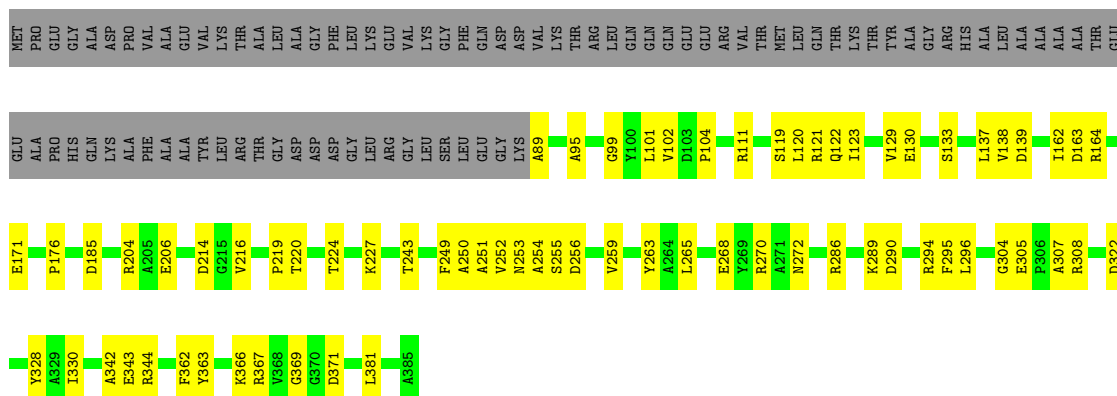 MET PRO GLU GLY ALA ASP PRO VAL ALA GLU VAL LYS THR ALA LEU ALA GLY PHE LEU LYS GLU VAL LYS GLY PHE GLN ASP ASP VAL LYS THR ARG LEU GLN GLN GLN GLU GLU ARG VAL THR MET LEU GLN THR LYS THR TYR ALA GLY ARG HIS ALA LEU ALA ALA ALA ALA THR GLU
GLU ALA PRO HIS GLN LYS ALA PHE ALA ALA TYR LEU ARG THR GLY ASP ASP ASP GLY LEU ARG GLY LEU SER LEU GLU GLY LYS A89 A95 G99 Y100 L101 V102 D103 P104 R111 S119 L120 R121 Q122 I123 V129 E130 S133 L137 V138 D139 I162 D163 R164
E171 P176 D185 R204 A205 E206 D214 G215 V216 P219 T220 T224 K227 T243 F249 A250 A251 V252 N253 A254 S255 D256 V259 Y263 A264 L265 E268 Y269 R270 A271 N272 R286 K289 D290 R294 F295 L296 G304 E305 P306 A307 R308 D322
Y328 A329 I330 A342 E343 R344 F362 Y363 K366 R367 V368 G369 G370 D371 L381 A385